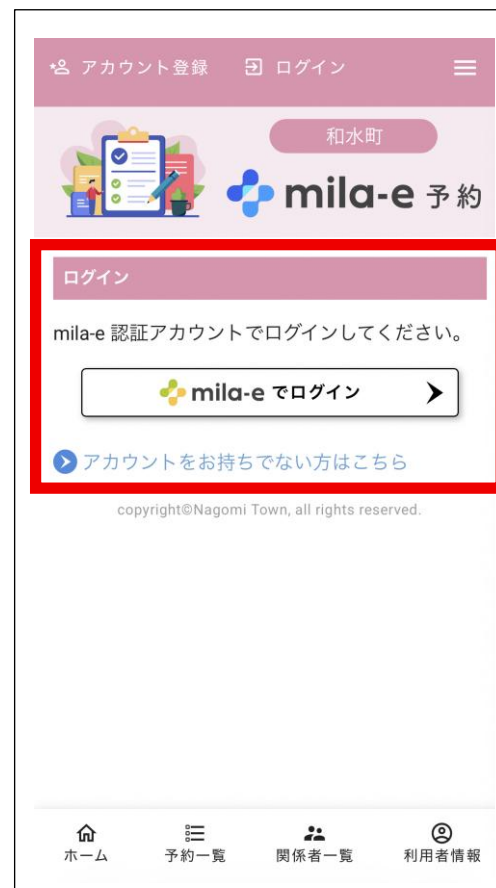 アカウント登録 ログイン
和水町
mila-e 予約
ログイン
mila-e 認証アカウントでログインしてください。
mila-e でログイン
アカウントをお持ちでない方はこちら
copyright©Nagomi Town, all rights reserved.
ホーム 予約一覧 関係者一覧 利用者情報